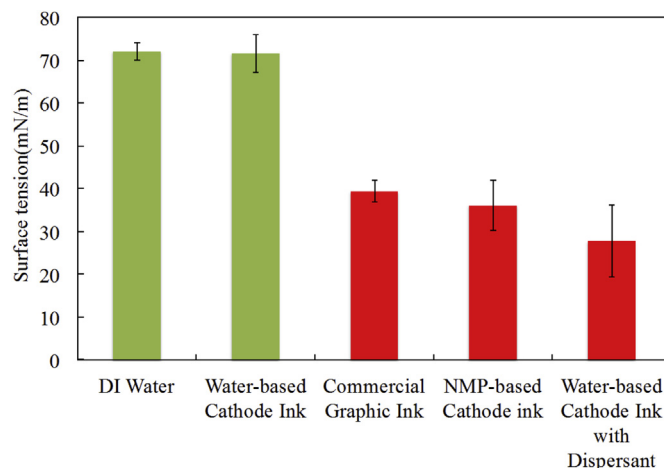 80
70
60
50
40
30
20
10
0
Surface tension(mN/m)
DI Water
Water-based
Cathode Ink
Commercial
Graphic Ink
NMP-based
Cathode ink
Water-based
Cathode Ink
with
Dispersant